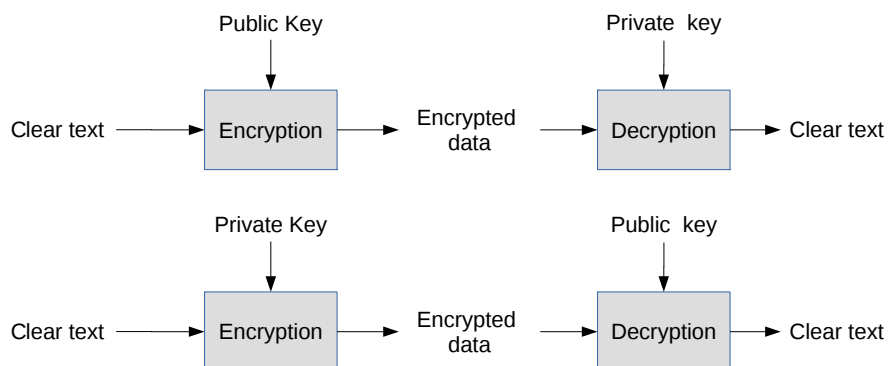 Public Key
Private key
Clear text
Encryption
Encrypted
data
Decryption
Clear text
Private Key
Public key
Clear text
Encryption
Encrypted
data
Decryption
Clear text